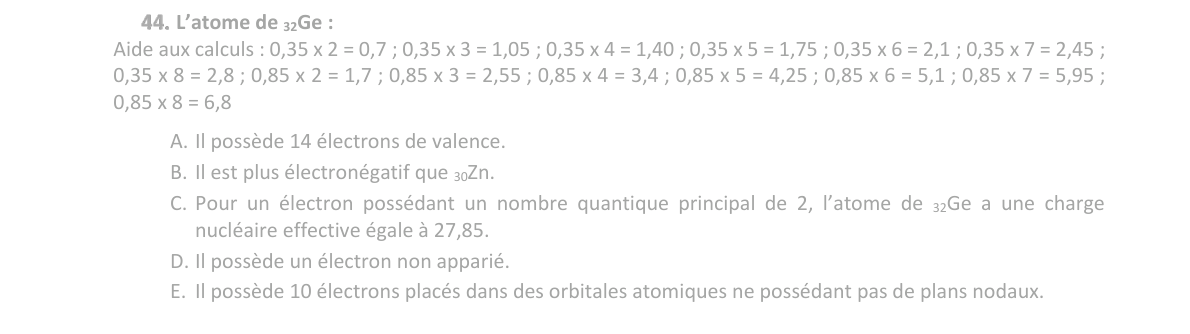 44. L'atome de ₃₂Ge :
Aide aux calculs : 0,35 x 2 = 0,7 ; 0,35 x 3 = 1,05 ; 0,35 x 4 = 1,40 ; 0,35 x 5 = 1,75 ; 0,35 x 6 = 2,1 ; 0,35 x 7 = 2,45 ;
0,35 x 8 = 2,8 ; 0,85 x 2 = 1,7 ; 0,85 x 3 = 2,55 ; 0,85 x 4 = 3,4 ; 0,85 x 5 = 4,25 ; 0,85 x 6 = 5,1 ; 0,85 x 7 = 5,95 ;
0,85 x 8 = 6,8
A. Il possède 14 électrons de valence.
B. Il est plus électronégatif que ₃₀Zn.
C. Pour un électron possédant un nombre quantique principal de 2, l'atome de ₃₂Ge a une charge
nucléaire effective égale à 27,85.
D. Il possède un électron non apparié.
E. Il possède 10 électrons placés dans des orbitales atomiques ne possédant pas de plans nodaux.